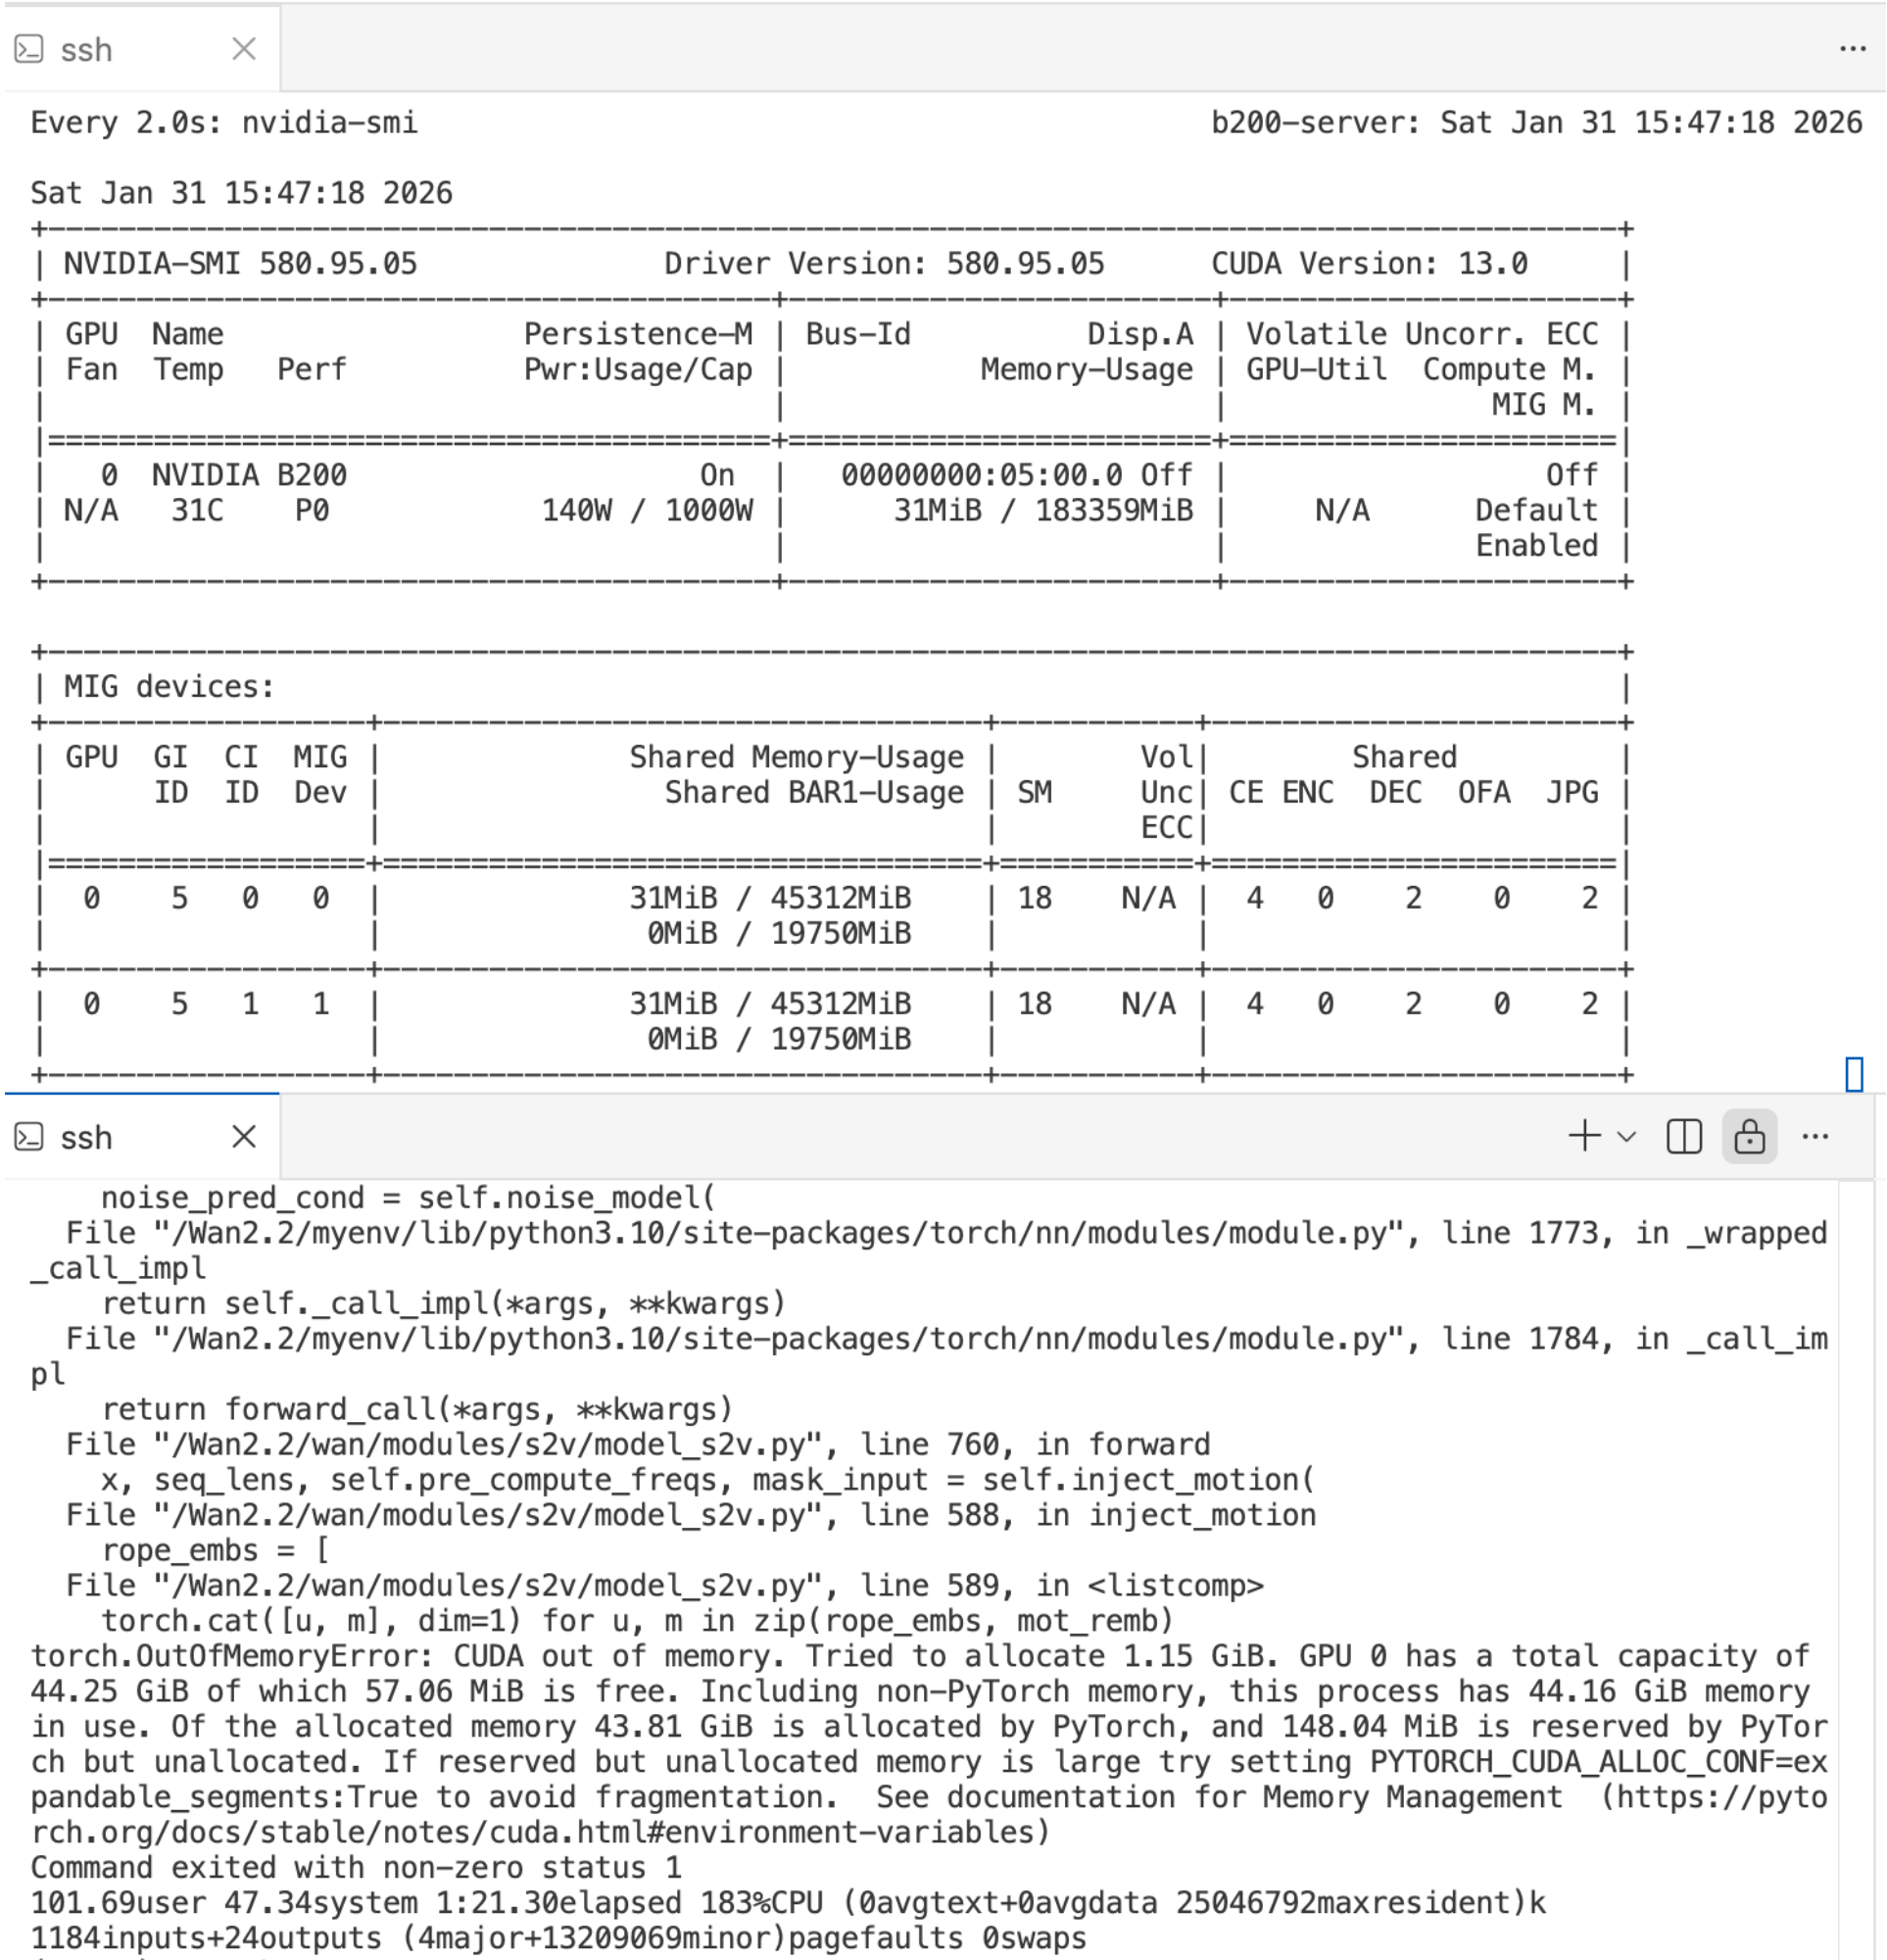 ssh
Every 2.0s: nvidia-smi b200-server: Sat Jan 31 15:47:18 2026
Sat Jan 31 15:47:18 2026
+-----------------------------------------------------------------------------------------+
| NVIDIA-SMI 580.95.05              Driver Version: 580.95.05      CUDA Version: 13.0     |
+-----------------------------------------+------------------------+----------------------+
| GPU  Name                 Persistence-M | Bus-Id          Disp.A | Volatile Uncorr. ECC |
| Fan  Temp   Perf          Pwr:Usage/Cap |           Memory-Usage | GPU-Util  Compute M. |
|                                         |                        |               MIG M. |
|=========================================+========================+======================|
|   0  NVIDIA B200                    On  |   00000000:05:00.0 Off |                  Off |
| N/A   31C    P0            140W / 1000W |      31MiB / 183359MiB |     N/A      Default |
|                                         |                        |              Enabled |
+-----------------------------------------+------------------------+----------------------+
+-----------------------------------------------------------------------------------------+
| MIG devices:                                                                            |
+------------------+----------------------------------+-----------+-----------------------+
| GPU  GI  CI  MIG |              Shared Memory-Usage |        Vol|        Shared         |
|      ID  ID  Dev |                Shared BAR1-Usage | SM     Unc| CE ENC  DEC  OFA  JPG |
|                  |                                  |        ECC|                       |
|==================+==================================+===========+=======================|
|  0    5   0   0  |              31MiB / 45312MiB    | 18    N/A |  4   0    2    0    2 |
|                  |               0MiB / 19750MiB    |           |                       |
+------------------+----------------------------------+-----------+-----------------------+
|  0    5   1   1  |              31MiB / 45312MiB    | 18    N/A |  4   0    2    0    2 |
|                  |               0MiB / 19750MiB    |           |                       |
+------------------+----------------------------------+-----------+-----------------------+
ssh
    noise_pred_cond = self.noise_model(
  File "/Wan2.2/myenv/lib/python3.10/site-packages/torch/nn/modules/module.py", line 1773, in _wrapped
_call_impl
    return self._call_impl(*args, **kwargs)
  File "/Wan2.2/myenv/lib/python3.10/site-packages/torch/nn/modules/module.py", line 1784, in _call_im
pl
    return forward_call(*args, **kwargs)
  File "/Wan2.2/wan/modules/s2v/model_s2v.py", line 760, in forward
    x, seq_lens, self.pre_compute_freqs, mask_input = self.inject_motion(
  File "/Wan2.2/wan/modules/s2v/model_s2v.py", line 588, in inject_motion
    rope_embs = [
  File "/Wan2.2/wan/modules/s2v/model_s2v.py", line 589, in <listcomp>
    torch.cat([u, m], dim=1) for u, m in zip(rope_embs, mot_remb)
torch.OutOfMemoryError: CUDA out of memory. Tried to allocate 1.15 GiB. GPU 0 has a total capacity of
44.25 GiB of which 57.06 MiB is free. Including non-PyTorch memory, this process has 44.16 GiB memory
in use. Of the allocated memory 43.81 GiB is allocated by PyTorch, and 148.04 MiB is reserved by PyTor
ch but unallocated. If reserved but unallocated memory is large try setting PYTORCH_CUDA_ALLOC_CONF=ex
pandable_segments:True to avoid fragmentation.  See documentation for Memory Management  (https://pyto
rch.org/docs/stable/notes/cuda.html#environment-variables)
Command exited with non-zero status 1
101.69user 47.34system 1:21.30elapsed 183%CPU (0avgtext+0avgdata 25046792maxresident)k
1184inputs+24outputs (4major+13209069minor)pagefaults 0swaps